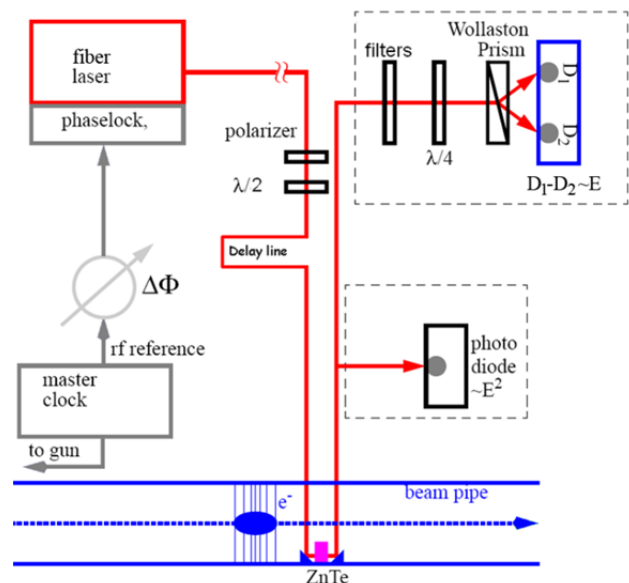 fiber
laser
phaselock,
polarizer
λ/2
Delay line
ΔΦ
rf reference
master
clock
to gun
filters
λ/4
Wollaston
Prism
D₁
D₂
D₁-D₂ ~E
photo
diode
~E²
e⁻
beam pipe
ZnTe